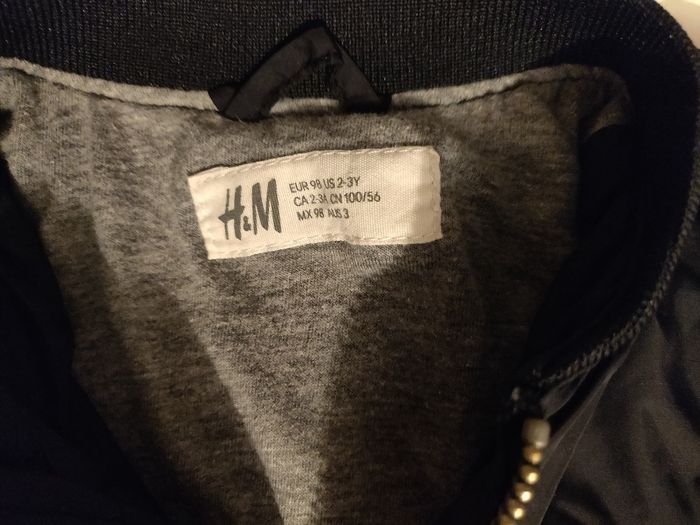 H&M
EUR 98 US 2-3Y
CA 2-3A CN 100/56
MX 98 AUS 3